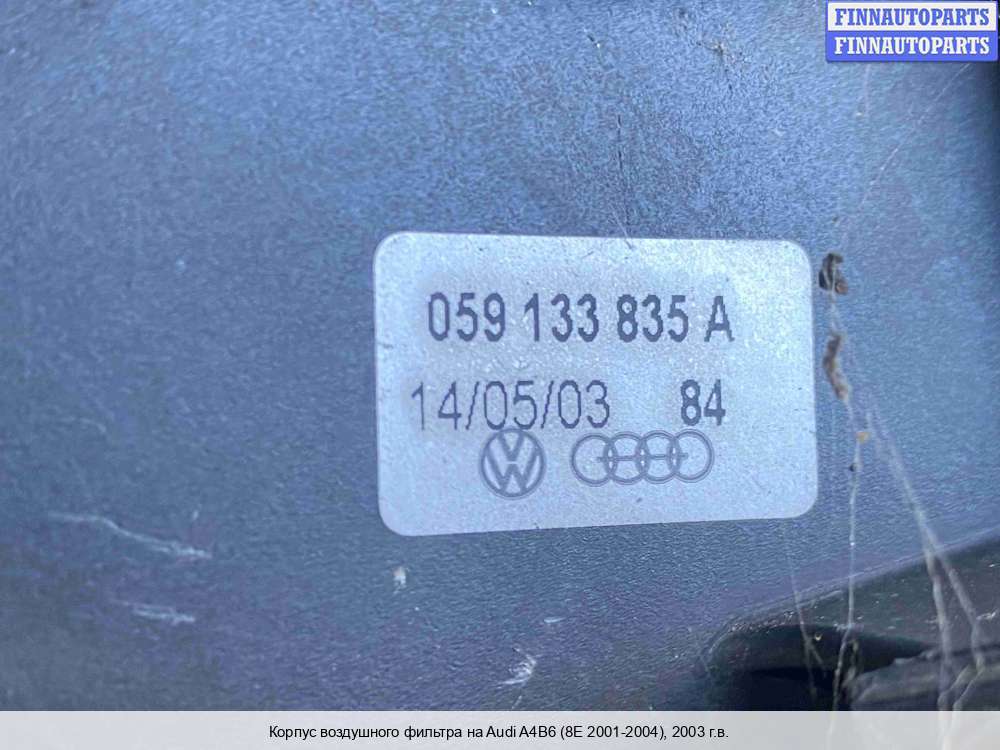 FINNAUTOPARTS
FINNAUTOPARTS
059 133 835 A
14/05/03 84
Корпус воздушного фильтра на Audi A4B6 (8E 2001-2004), 2003 г.в.